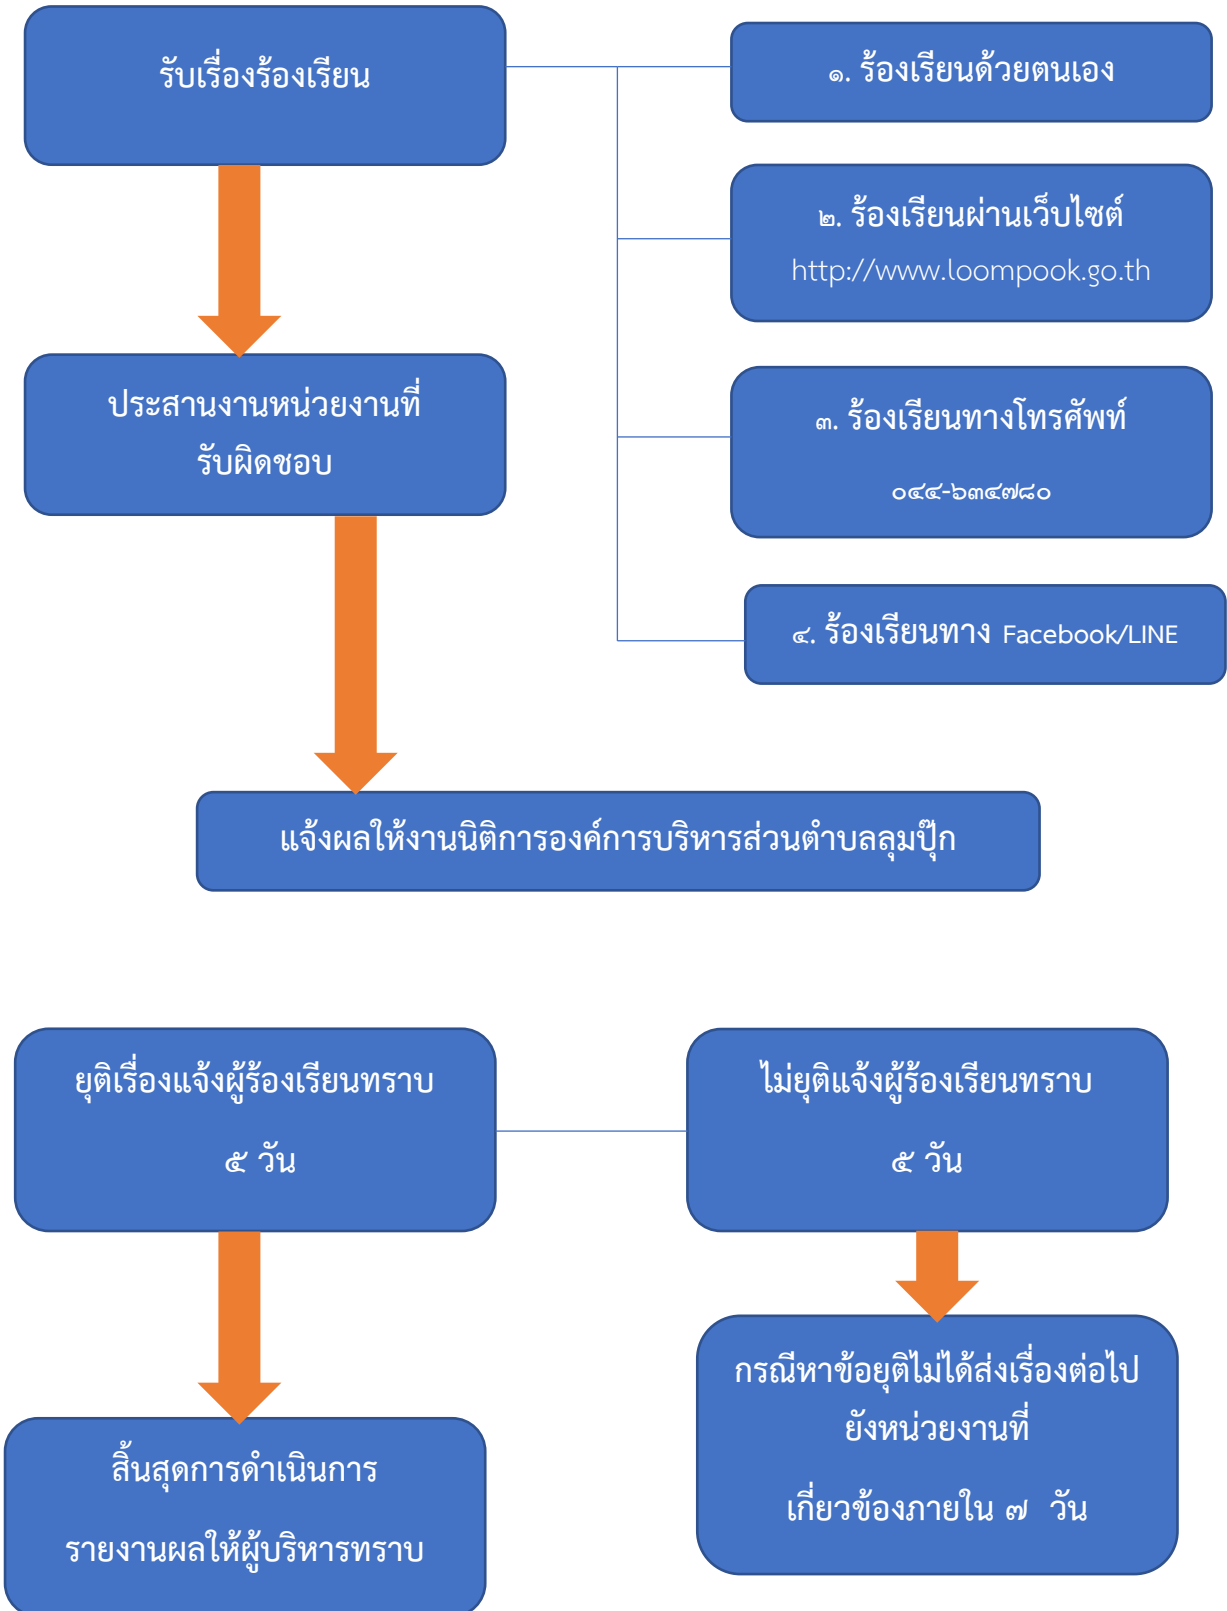 รับเรื่องร้องเรียน
๑. ร้องเรียนด้วยตนเอง
๒. ร้องเรียนผ่านเว็บไซต์
http://www.loompook.go.th
๓. ร้องเรียนทางโทรศัพท์
๐๔๔-๖๓๔๗๘๐
๔. ร้องเรียนทาง Facebook/LINE
ประสานงานหน่วยงานที่
รับผิดชอบ
แจ้งผลให้งานนิติการองค์การบริหารส่วนตำบลลุมปุ๊ก
ยุติเรื่องแจ้งผู้ร้องเรียนทราบ
๕ วัน
ไม่ยุติแจ้งผู้ร้องเรียนทราบ
๕ วัน
สิ้นสุดการดำเนินการ
รายงานผลให้ผู้บริหารทราบ
กรณีหาข้อยุติไม่ได้ส่งเรื่องต่อไป
ยังหน่วยงานที่
เกี่ยวข้องภายใน ๗ วัน